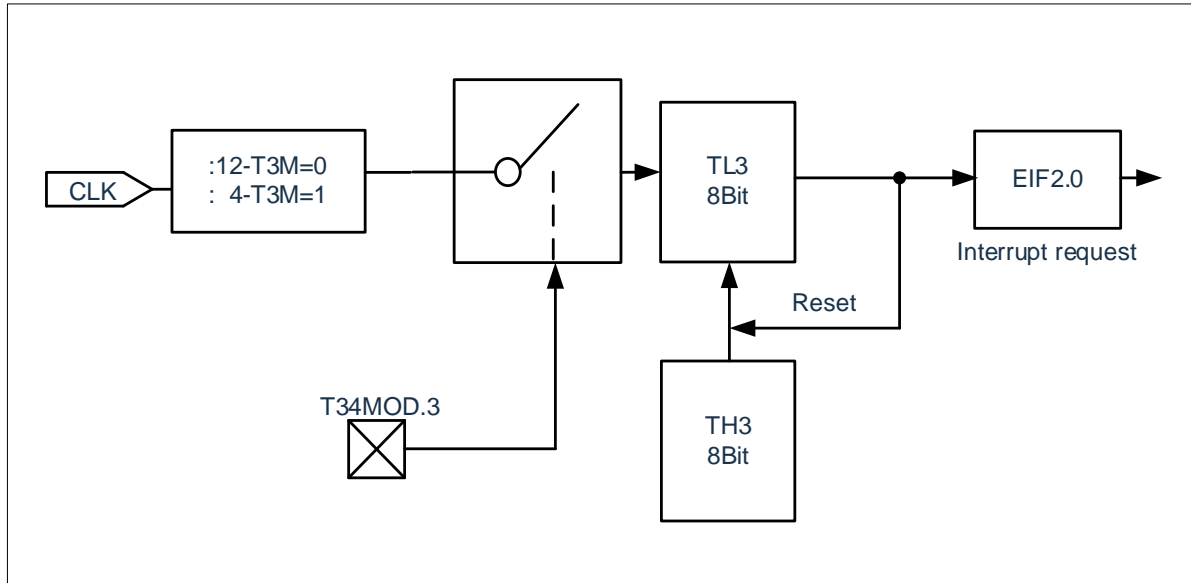 CLK
:12-T3M=0
: 4-T3M=1
TL3
8Bit
EIF2.0
Interrupt request
Reset
T34MOD.3
TH3
8Bit